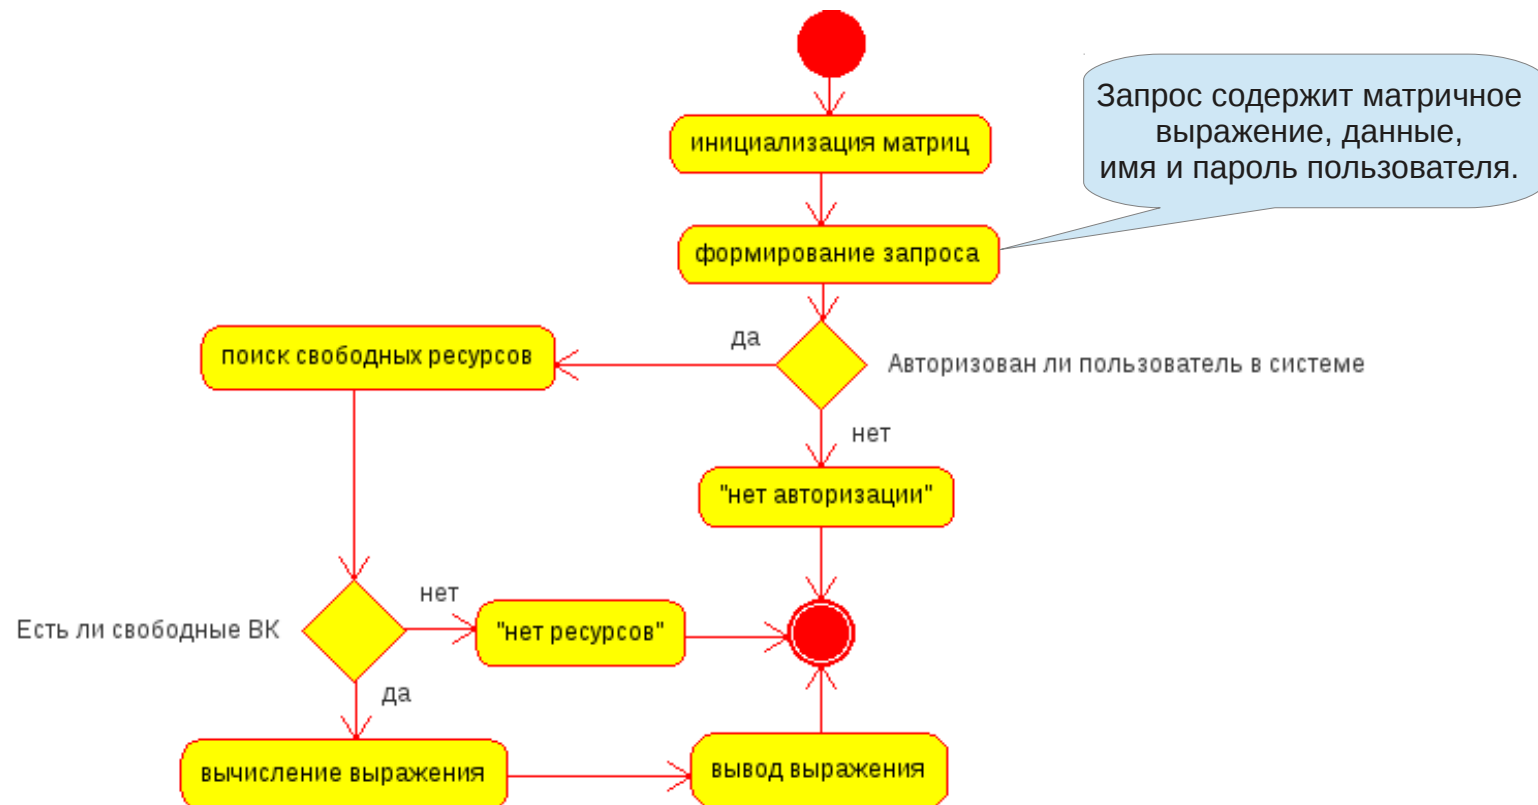 инициализация матриц
Запрос содержит матричное
выражение, данные,
имя и пароль пользователя.
формирование запроса
да
поиск свободных ресурсов
Авторизован ли пользователь в системе
нет
"нет авторизации"
нет
Есть ли свободные ВК
"нет ресурсов"
да
вычисление выражения
вывод выражения